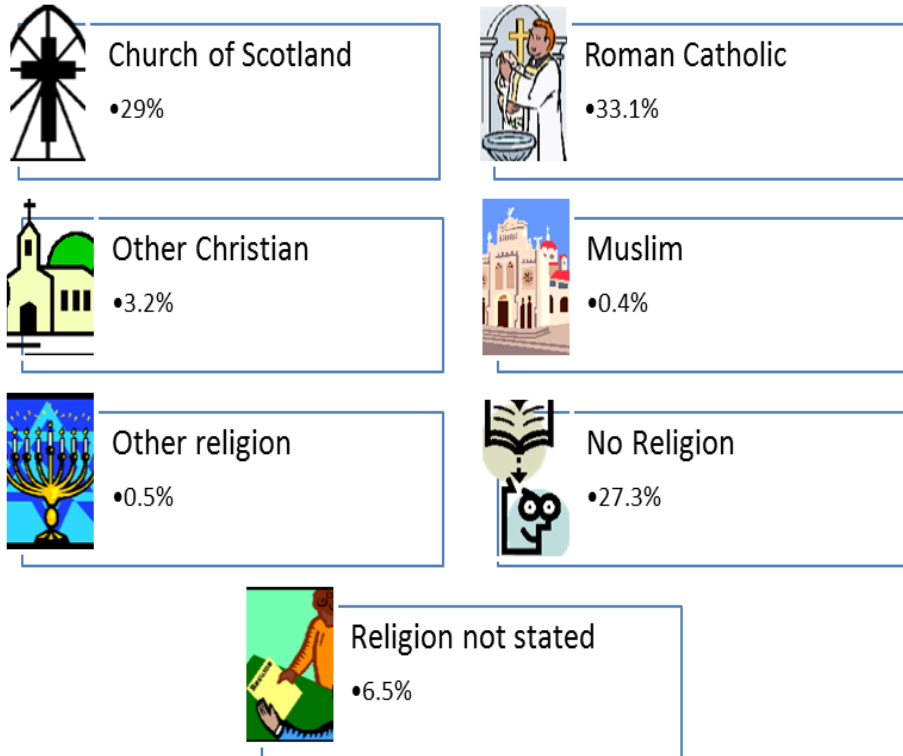 Church of Scotland
•29%
Roman Catholic
•33.1%
Other Christian
•3.2%
Muslim
•0.4%
Other religion
•0.5%
No Religion
•27.3%
Resume
Religion not stated
•6.5%